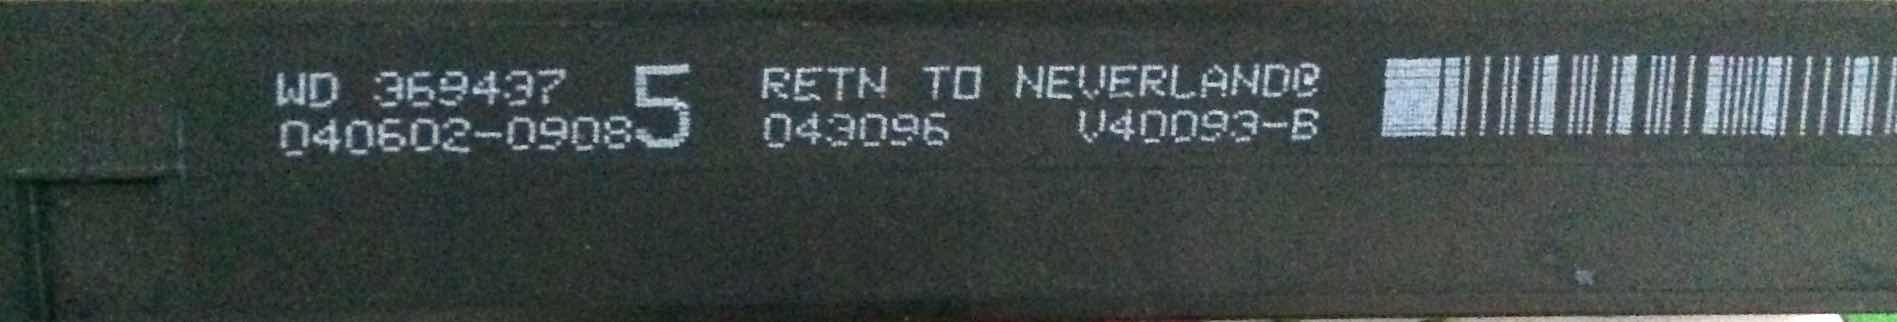 WD 369437 5 RETN TO NEVERLAND@
040602-0908 043096 V40093-B